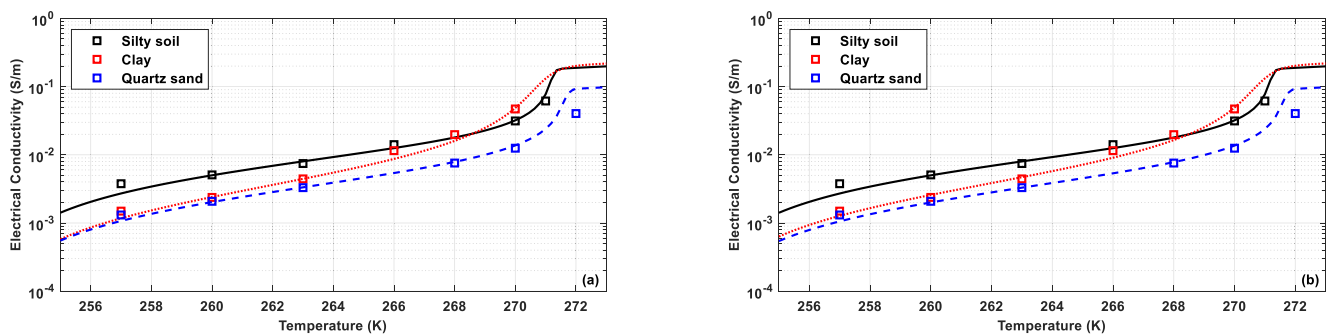 10^0
10^-1
10^-2
10^-3
10^-4
Electrical Conductivity (S/m)
Silty soil
Clay
Quartz sand
(a)
256 258 260 262 264 266 268 270 272
Temperature (K)
10^0
10^-1
10^-2
10^-3
10^-4
Electrical Conductivity (S/m)
Silty soil
Clay
Quartz sand
(b)
256 258 260 262 264 266 268 270 272
Temperature (K)